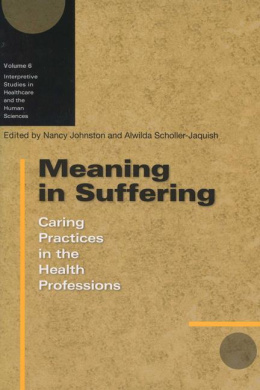 Volume 6
Interpretive
Studies in
Healthcare
and the
Human
Sciences
Edited by Nancy Johnston and Alwilda Scholler-Jaquish
Meaning
in Suffering
Caring
Practices
in the
Health
Professions